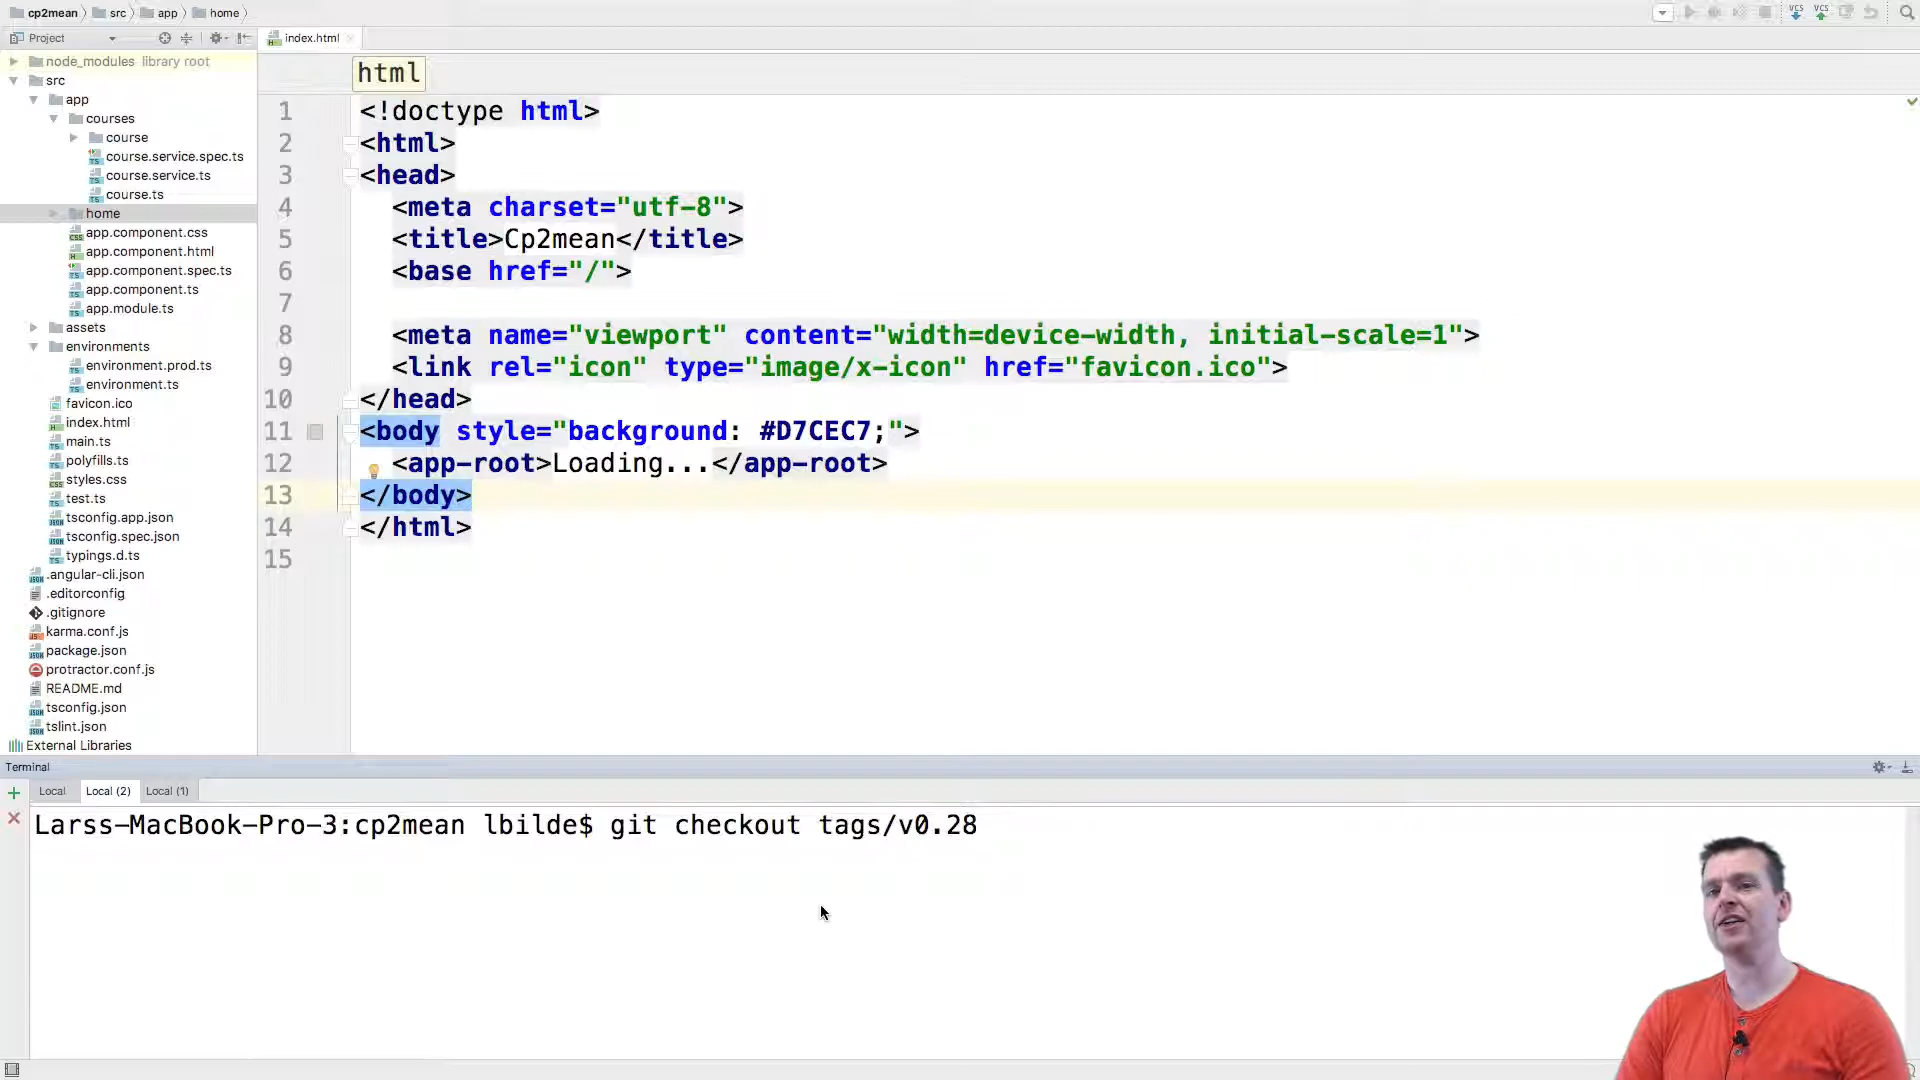 cp2mean src app home
VCS VCS
Project
index.html
node_modules library root
src
app
courses
course
course.service.spec.ts
course.service.ts
course.ts
home
app.component.css
app.component.html
app.component.spec.ts
app.component.ts
app.module.ts
assets
environments
environment.prod.ts
environment.ts
favicon.ico
index.html
main.ts
polyfills.ts
styles.css
test.ts
tsconfig.app.json
tsconfig.spec.json
typings.d.ts
.angular-cli.json
.editorconfig
.gitignore
karma.conf.js
package.json
protractor.conf.js
README.md
tsconfig.json
tslint.json
External Libraries
html
1 <!doctype html>
2 <html>
3 <head>
4 <meta charset="utf-8">
5 <title>Cp2mean</title>
6 <base href="/">
7
8 <meta name="viewport" content="width=device-width, initial-scale=1">
9 <link rel="icon" type="image/x-icon" href="favicon.ico">
10 </head>
11 <body style="background: #D7CEC7;">
12 <app-root>Loading...</app-root>
13 </body>
14 </html>
15
Terminal
Local Local (2) Local (1)
Larss-MacBook-Pro-3:cp2mean lbilde$ git checkout tags/v0.28